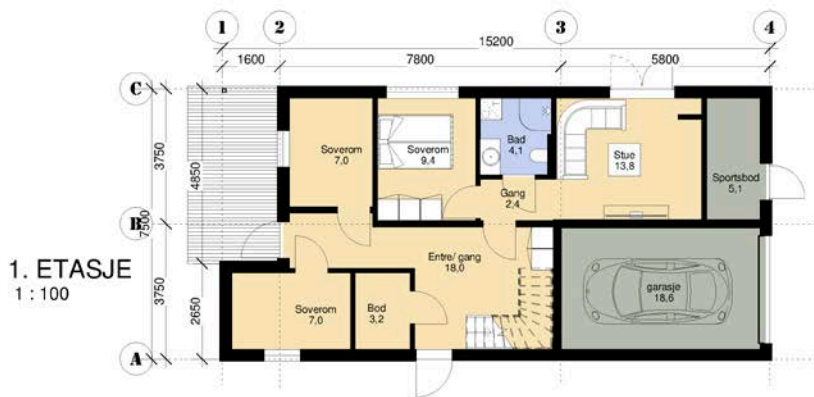 1
2
3
4
15200
1600
7800
5800
C
B
A
3750
7500
3750
4850
2650
Soverom
7,0
Soverom
9,4
Bad
4,1
Stue
13,8
Sportsbod
5,1
Gang
2,4
1. ETASJE
1 : 100
Entre/ gang
18,0
Soverom
7,0
Bod
3,2
garasje
18,6